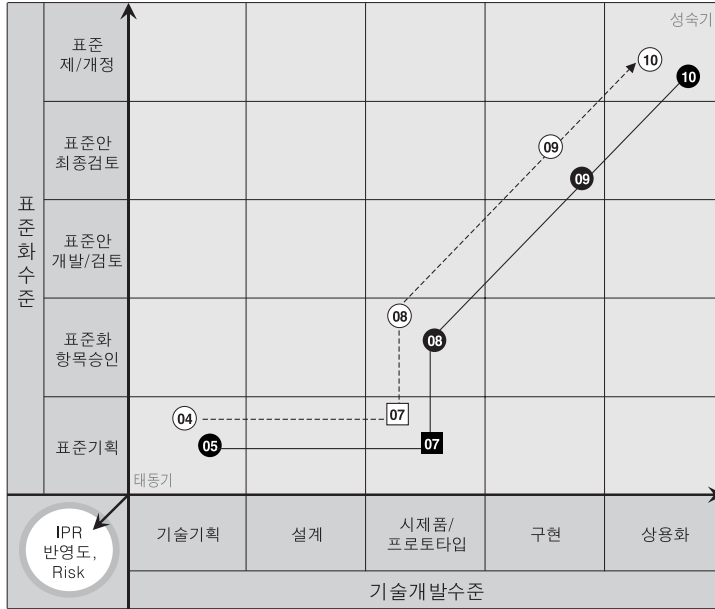 성숙기
표준
제/개정
10
10
표준안
최종검토
09
09
표준화수준
표준안
개발/검토
08
08
표준화
항목승인
04
07
05
07
표준기획
태동기
IPR
반영도,
Risk
기술기획
설계
시제품/
프로토타입
구현
상용화
기술개발수준